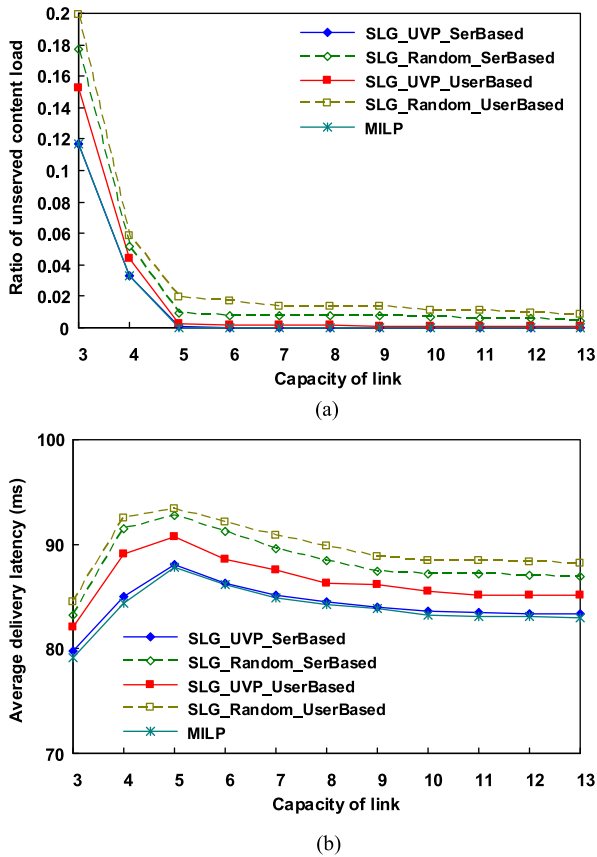 0.2
0.18
0.16
0.14
0.12
0.1
0.08
0.06
0.04
0.02
0
Ratio of unserved content load
SLG_UVP_SerBased
SLG_Random_SerBased
SLG_UVP_UserBased
SLG_Random_UserBased
MILP
3 4 5 6 7 8 9 10 11 12 13
Capacity of link
(a)
100
90
80
70
Average delivery latency (ms)
SLG_UVP_SerBased
SLG_Random_SerBased
SLG_UVP_UserBased
SLG_Random_UserBased
MILP
3 4 5 6 7 8 9 10 11 12 13
Capacity of link
(b)